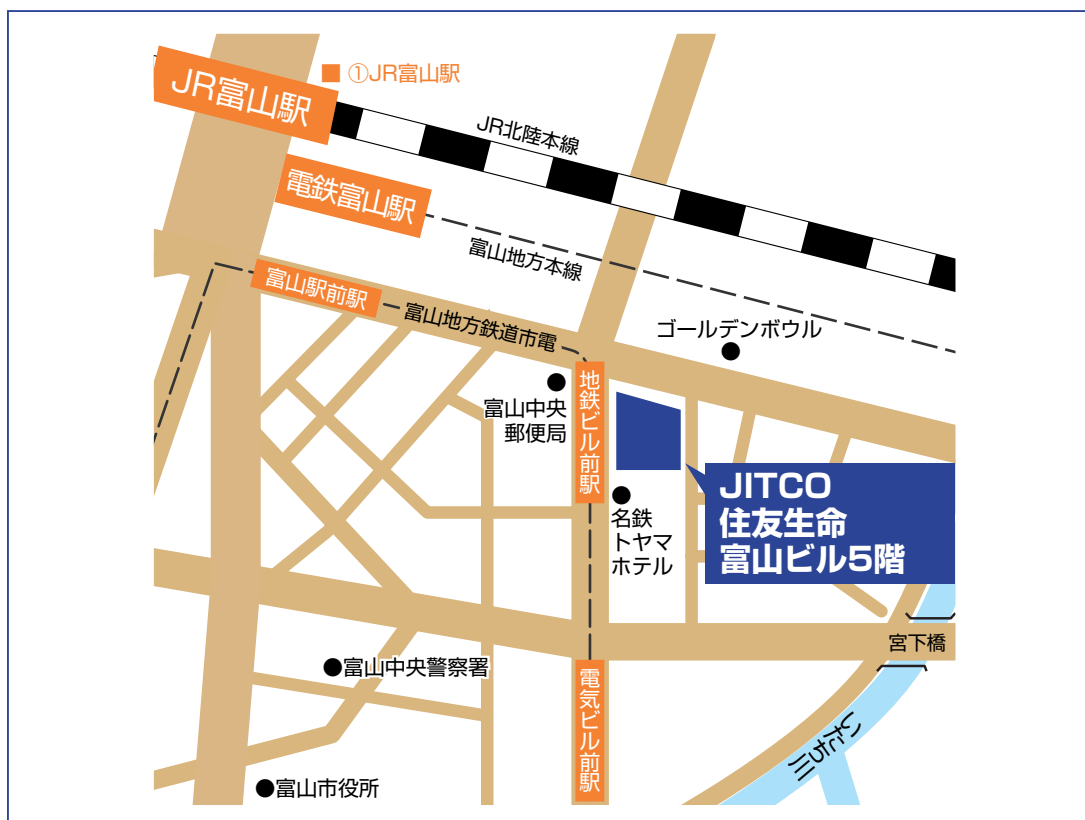 ■ ①JR富山駅
JR富山駅
JR北陸本線
電鉄富山駅
富山地方本線
富山駅前駅
富山地方鉄道市電
ゴールデンボウル
地鉄ビル前駅
富山中央
郵便局
JITCO
住友生命
富山ビル5階
名鉄
トヤマ
ホテル
宮下橋
●富山中央警察署
電気ビル前駅
いたち川
●富山市役所